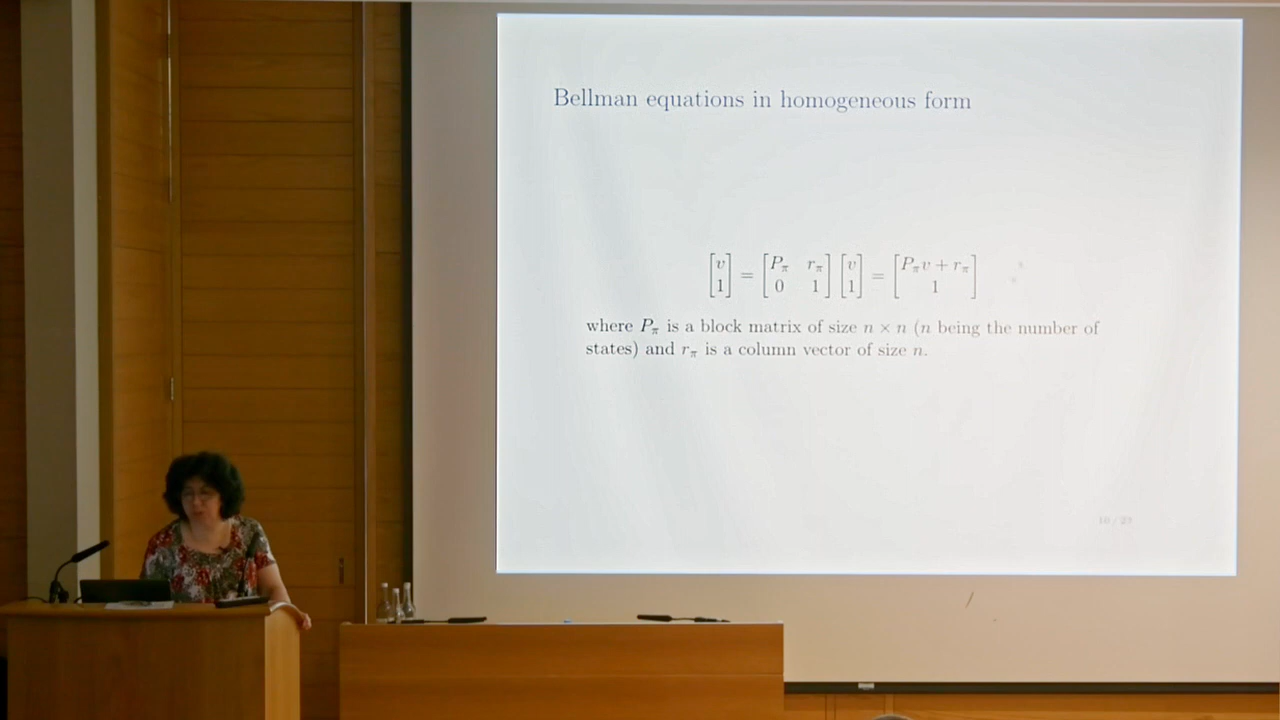 Bellman equations in homogeneous form
[v 1] = [P_π r_π 0 1] [v 1] = [P_π v + r_π 1]
where P_π is a block matrix of size n × n (n being the number of
states) and r_π is a column vector of size n.